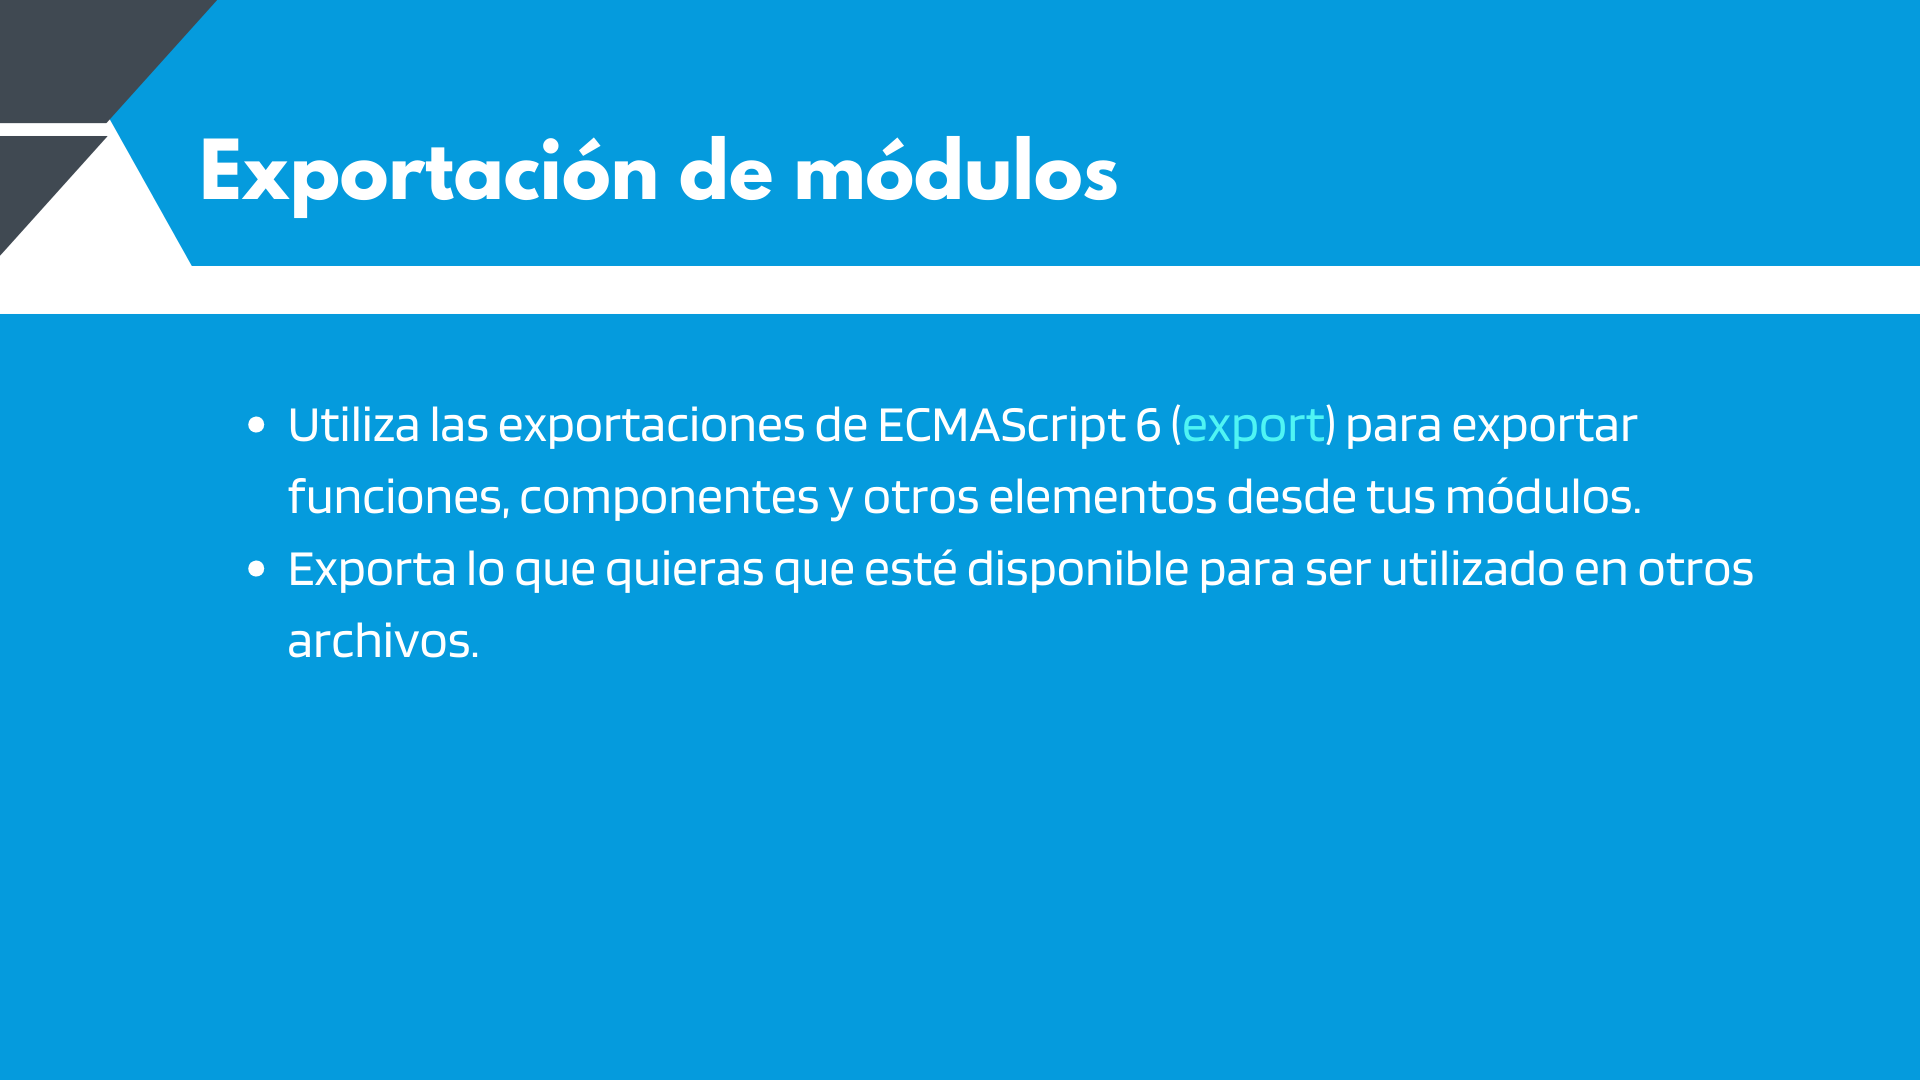 Exportación de módulos
• Utiliza las exportaciones de ECMAScript 6 (export) para exportar
funciones, componentes y otros elementos desde tus módulos.
• Exporta lo que quieras que esté disponible para ser utilizado en otros
archivos.